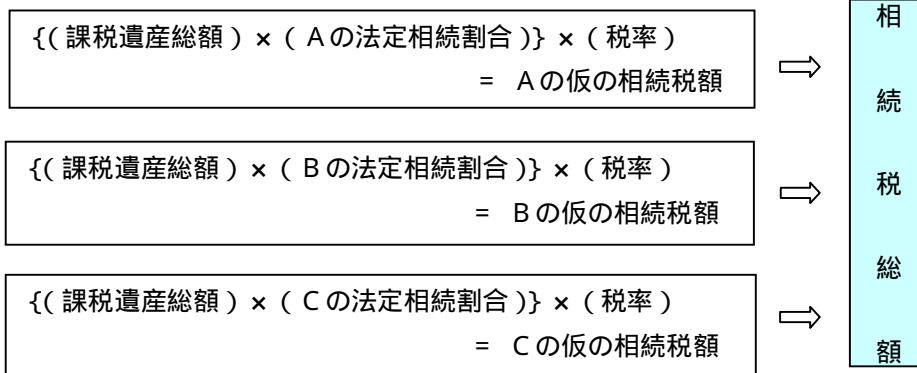 {(課税遺産総額)×(Aの法定相続割合)}×(税率)
= Aの仮の相続税額
{(課税遺産総額)×(Bの法定相続割合)}×(税率)
= Bの仮の相続税額
{(課税遺産総額)×(Cの法定相続割合)}×(税率)
= Cの仮の相続税額
相続税総額